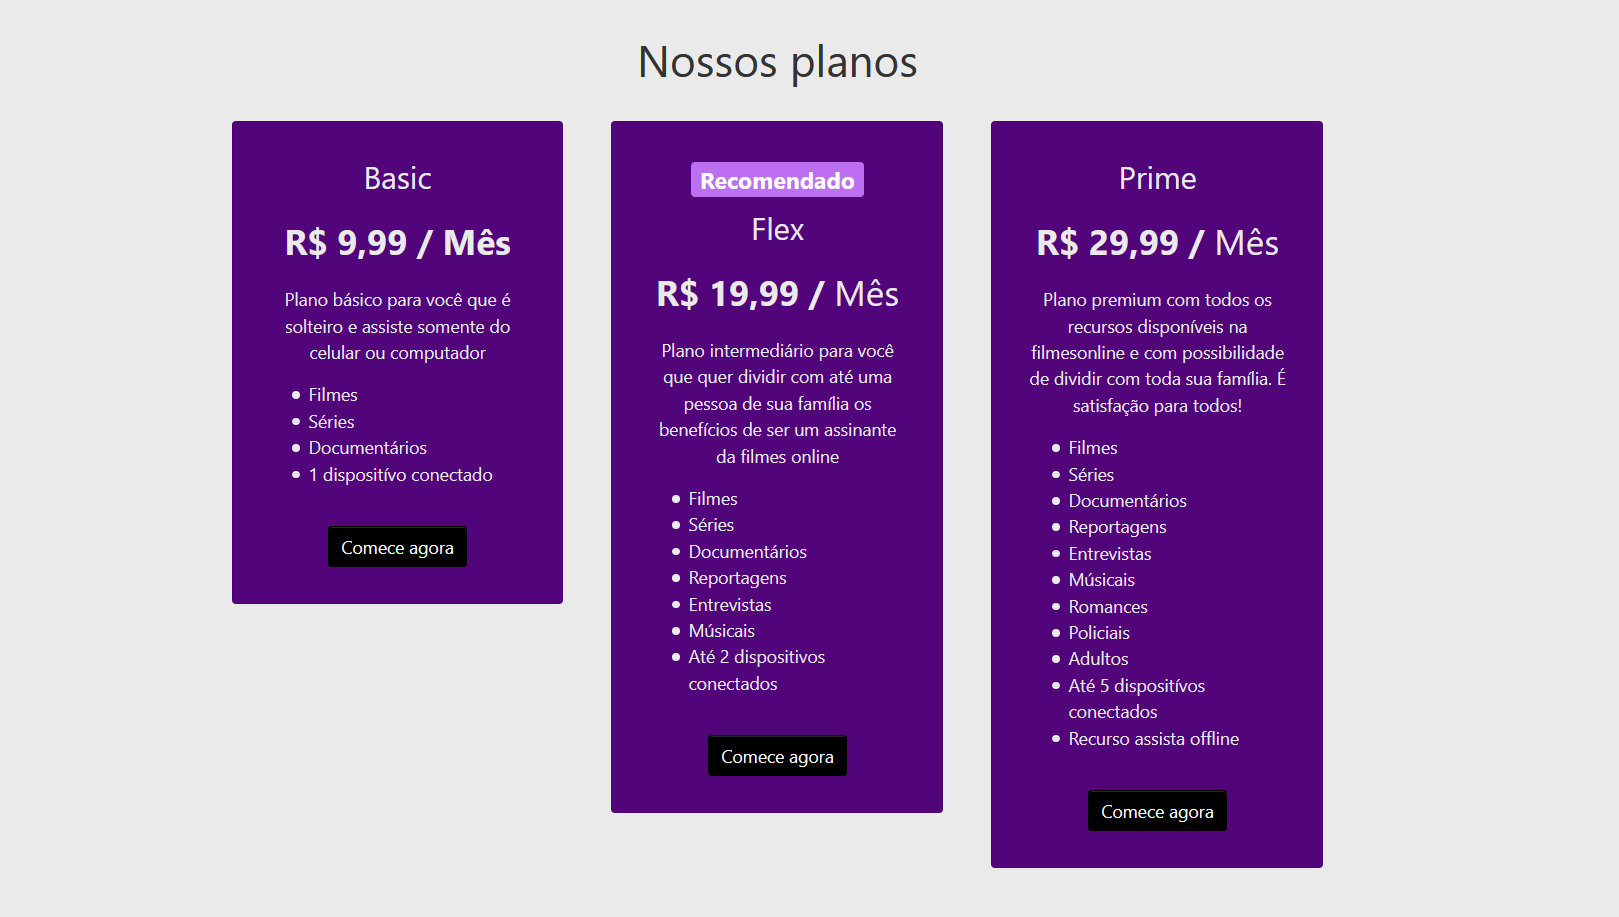 Nossos planos
Basic
R$ 9,99 / Mês
Plano básico para você que é
solteiro e assiste somente do
celular ou computador
Filmes
Séries
Documentários
1 dispositívo conectado
Comece agora
Recomendado
Flex
R$ 19,99 / Mês
Plano intermediário para você
que quer dividir com até uma
pessoa de sua família os
benefícios de ser um assinante
da filmes online
Filmes
Séries
Documentários
Reportagens
Entrevistas
Músicais
Até 2 dispositivos
conectados
Comece agora
Prime
R$ 29,99 / Mês
Plano premium com todos os
recursos disponíveis na
filmesonline e com possibilidade
de dividir com toda sua família. É
satisfação para todos!
Filmes
Séries
Documentários
Reportagens
Entrevistas
Músicais
Romances
Policiais
Adultos
Até 5 dispositívos
conectados
Recurso assista offline
Comece agora